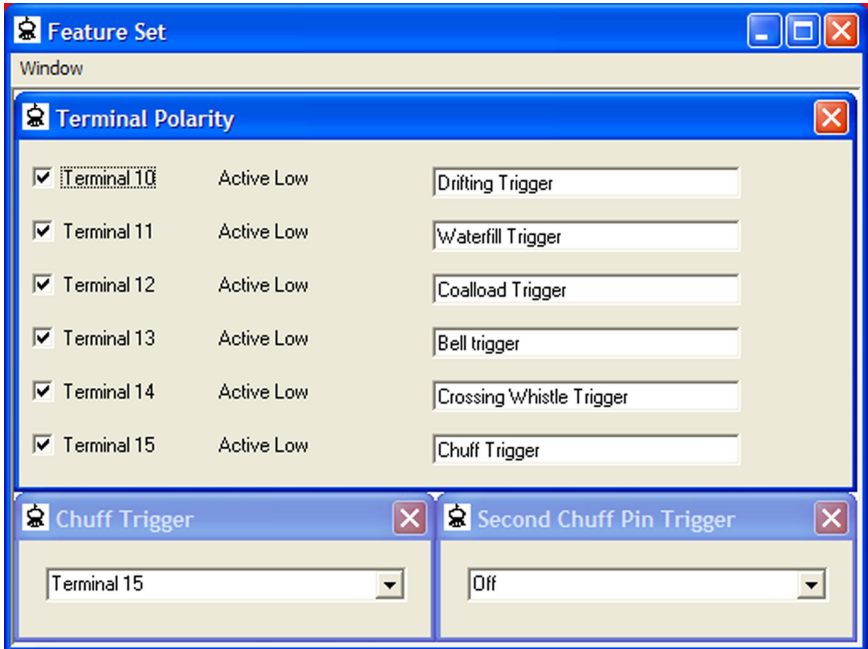 Feature Set
Window
Terminal Polarity
Terminal 10 Active Low Drifting Trigger
Terminal 11 Active Low Waterfill Trigger
Terminal 12 Active Low Coalload Trigger
Terminal 13 Active Low Bell trigger
Terminal 14 Active Low Crossing Whistle Trigger
Terminal 15 Active Low Chuff Trigger
Chuff Trigger
Terminal 15
Second Chuff Pin Trigger
Off